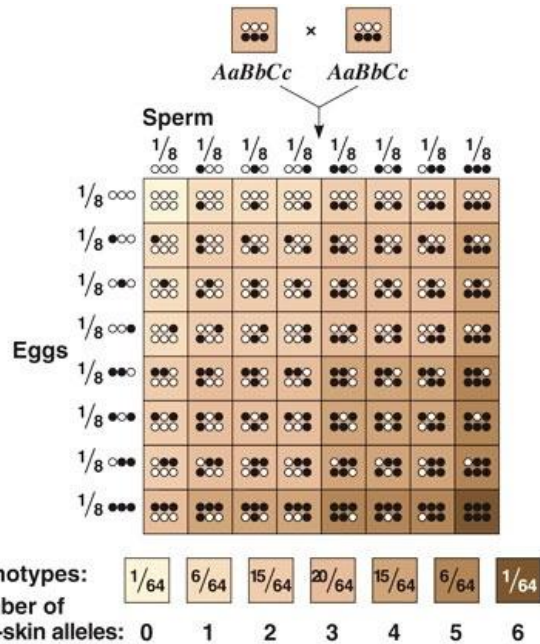 ×
AaBbCc AaBbCc
Sperm
1/8 1/8 1/8 1/8 1/8 1/8 1/8 1/8
1/8
1/8
1/8
1/8
Eggs
1/8
1/8
1/8
1/8
notypes: 1/64 6/64 15/64 20/64 15/64 6/64 1/64
nber of
-skin alleles: 0 1 2 3 4 5 6